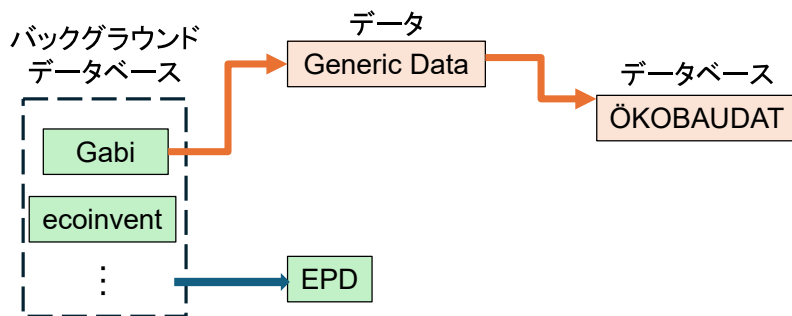 バックグラウンド
データベース
Gabi
ecoinvent
⋮
データ
Generic Data
EPD
データベース
ÖKOBAUDAT